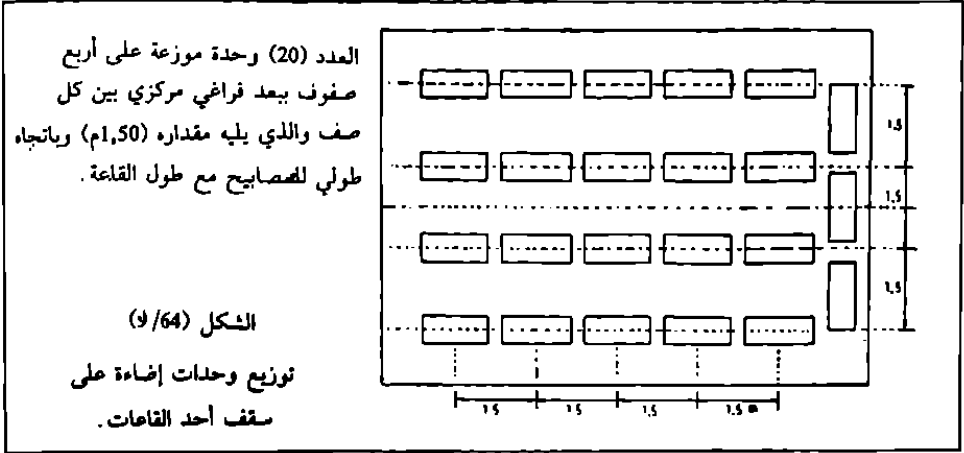 العدد (20) وحدة موزعة على أربع
صفوف ببعد فراغي مركزي بين كل
صف والذي يليه مقداره (1,50م) وباتجاه
طولي للمصابيح مع طول القاعة.
الشكل (64/و)
توزيع وحدات إضاءة على
سقف أحد القاعات.
1.5
1.5
1.5
1.5 1.5 1.5 1.5 m